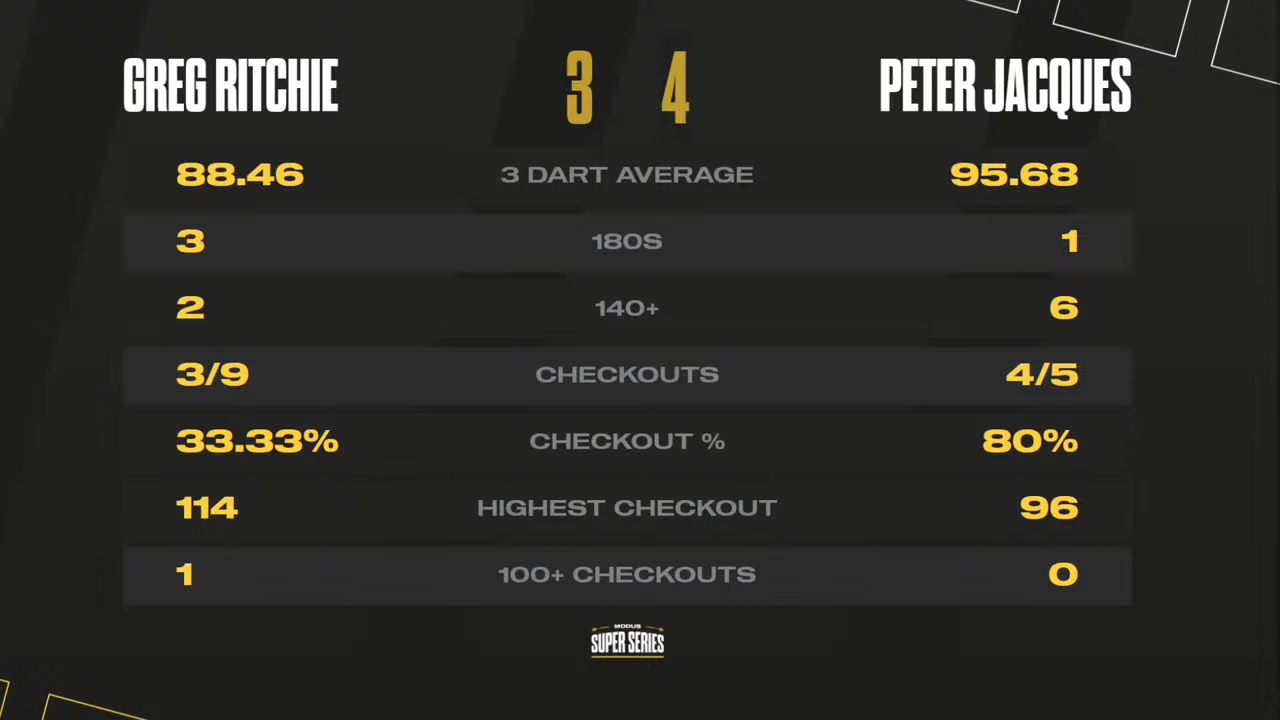 GREG RITCHIE 3 4 PETER JACQUES
88.46 3 DART AVERAGE 95.68
3 180S 1
2 140+ 6
3/9 CHECKOUTS 4/5
33.33% CHECKOUT % 80%
114 HIGHEST CHECKOUT 96
1 100+ CHECKOUTS 0
MODUS
SUPER SERIES